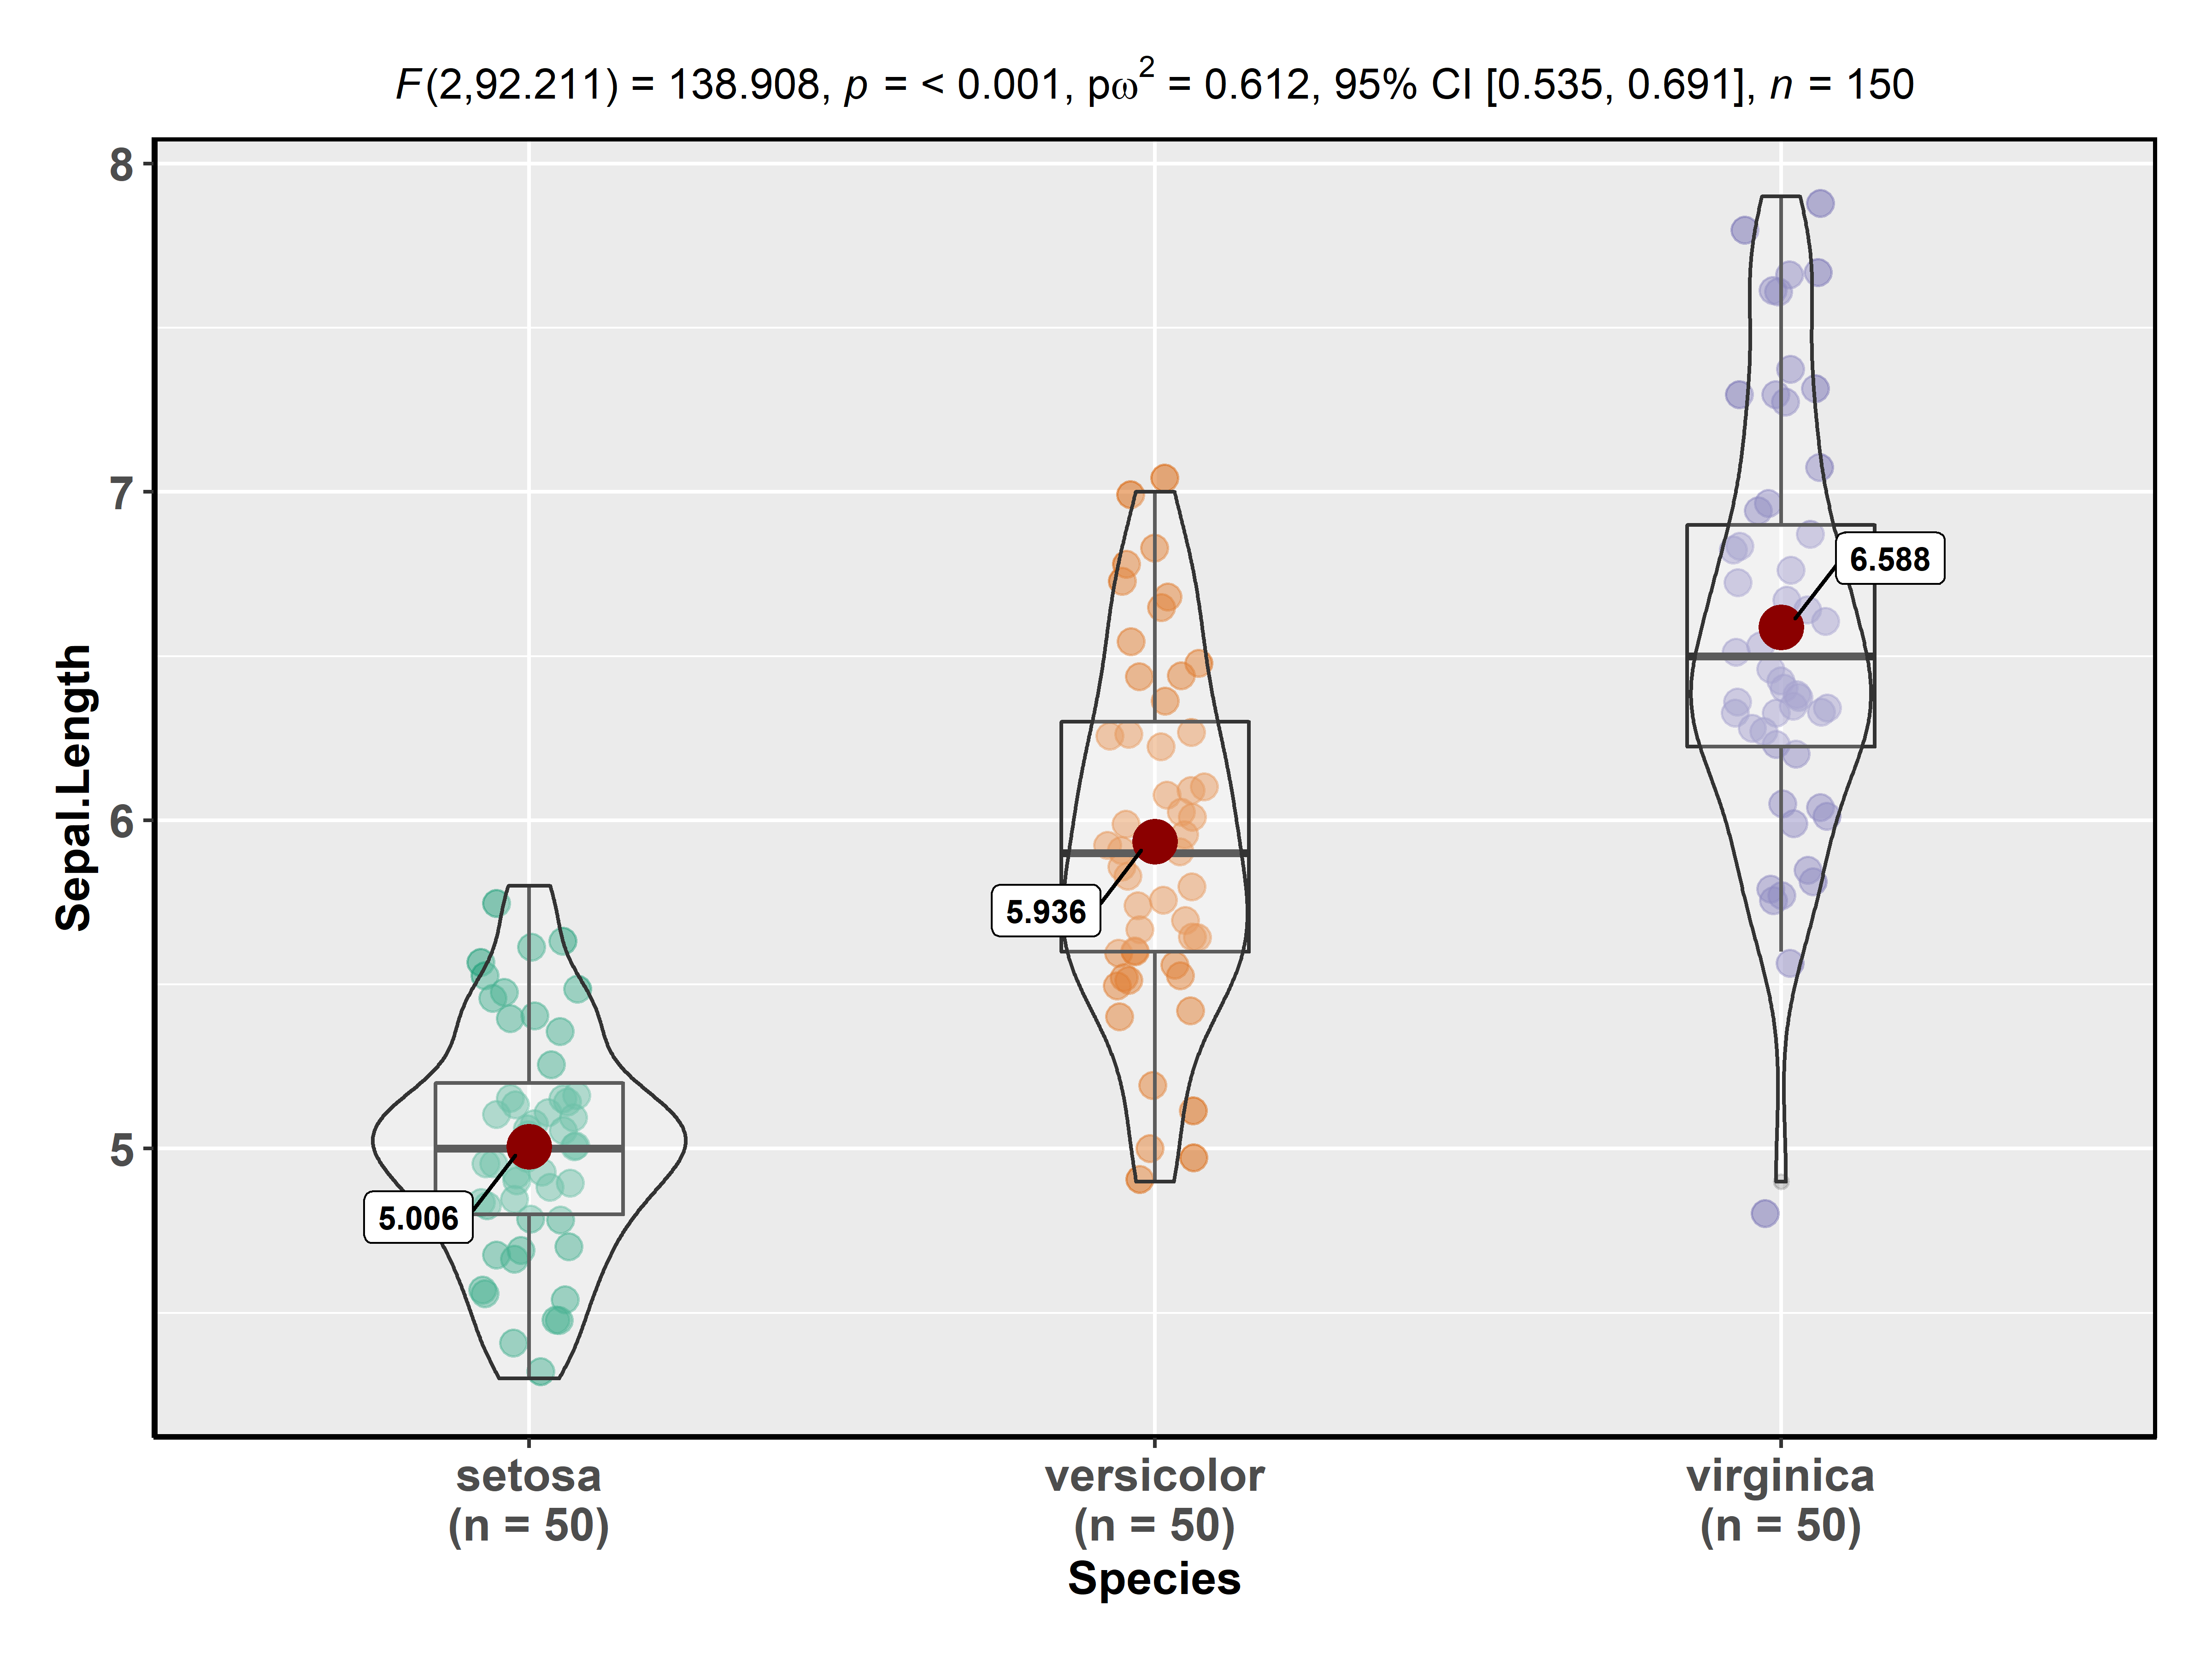 F(2,92.211) = 138.908, p = < 0.001, pω² = 0.612, 95% CI [0.535, 0.691], n = 150
8
7
6
5
Sepal.Length
6.588
5.936
5.006
setosa
(n = 50)
versicolor
(n = 50)
virginica
(n = 50)
Species